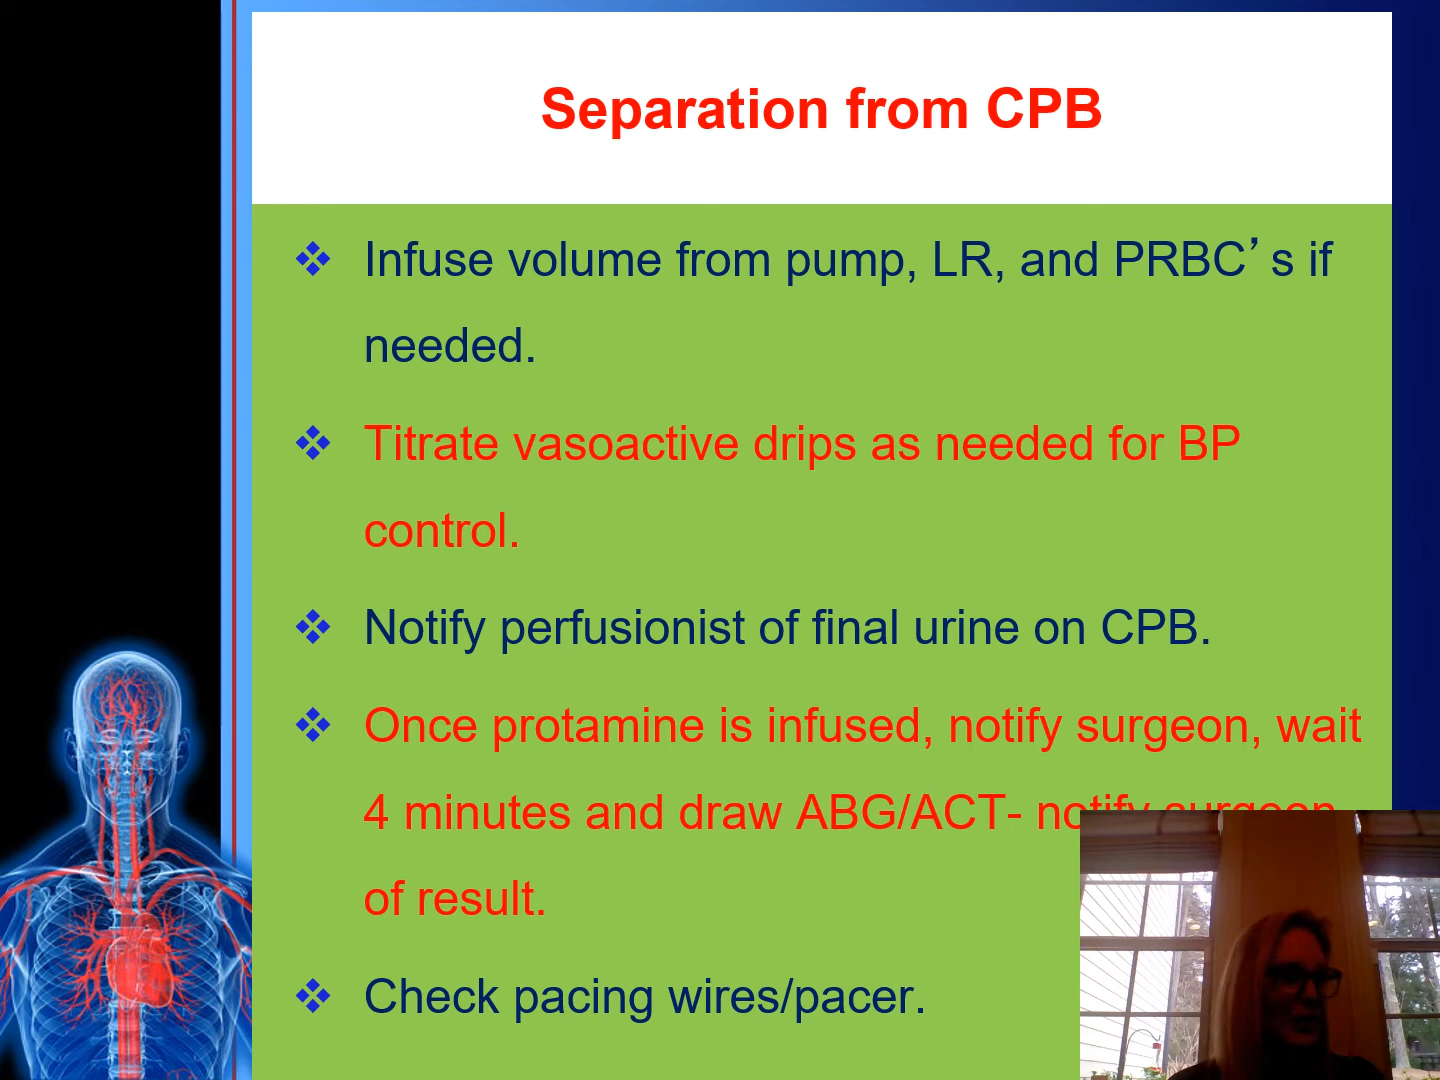 Separation from CPB
❖ Infuse volume from pump, LR, and PRBC’s if
needed.
❖ Titrate vasoactive drips as needed for BP
control.
❖ Notify perfusionist of final urine on CPB.
❖ Once protamine is infused, notify surgeon, wait
4 minutes and draw ABG/ACT- notify surgeon
of result.
❖ Check pacing wires/pacer.